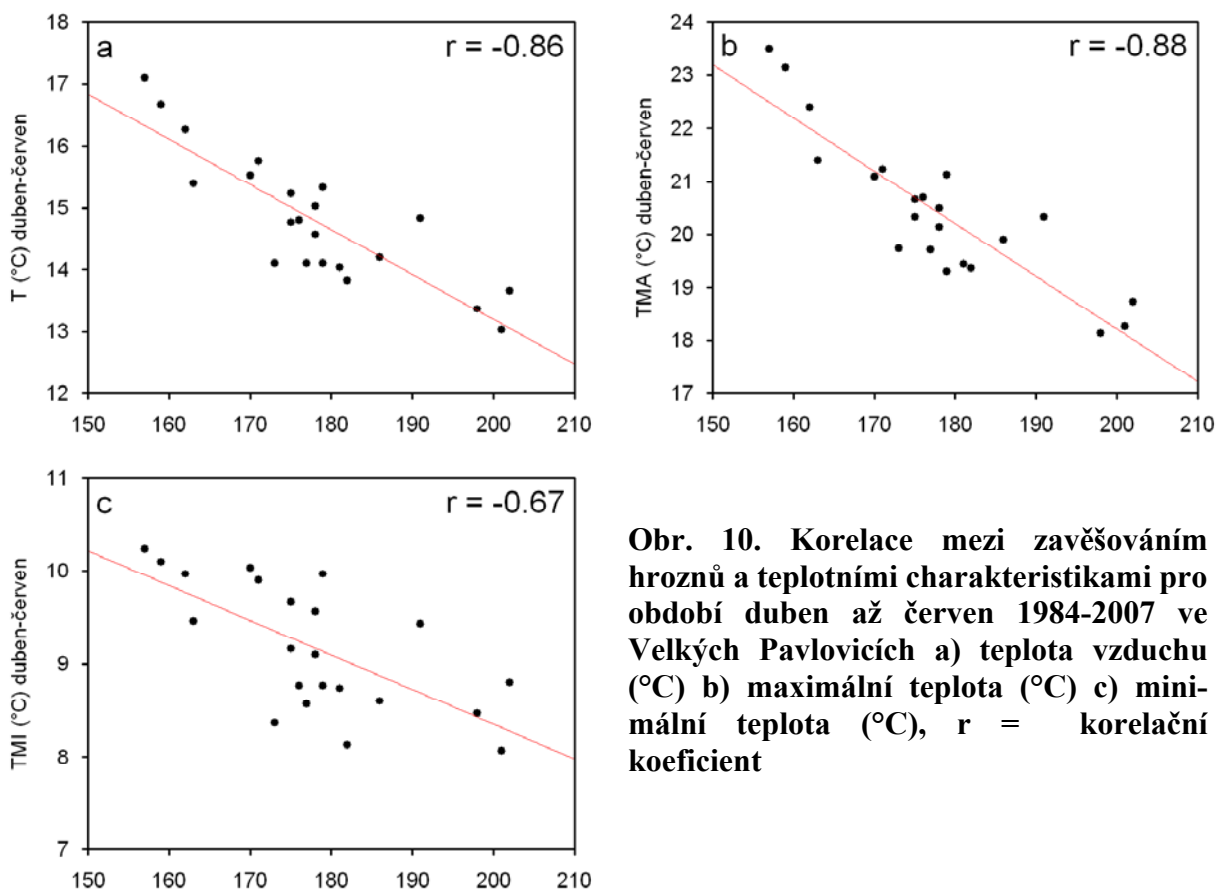 a
r = -0.86
T (°C) duben-červen
18
17
16
15
14
13
12
150 160 170 180 190 200 210
b
r = -0.88
TMA (°C) duben-červen
24
23
22
21
20
19
18
17
150 160 170 180 190 200 210
c
r = -0.67
TMI (°C) duben-červen
11
10
9
8
7
150 160 170 180 190 200 210
Obr. 10. Korelace mezi zavěšováním
hroznů a teplotními charakteristikami pro
období duben až červen 1984-2007 ve
Velkých Pavlovicích a) teplota vzduchu
(°C) b) maximální teplota (°C) c) mini-
mální teplota (°C), r = korelační
koeficient